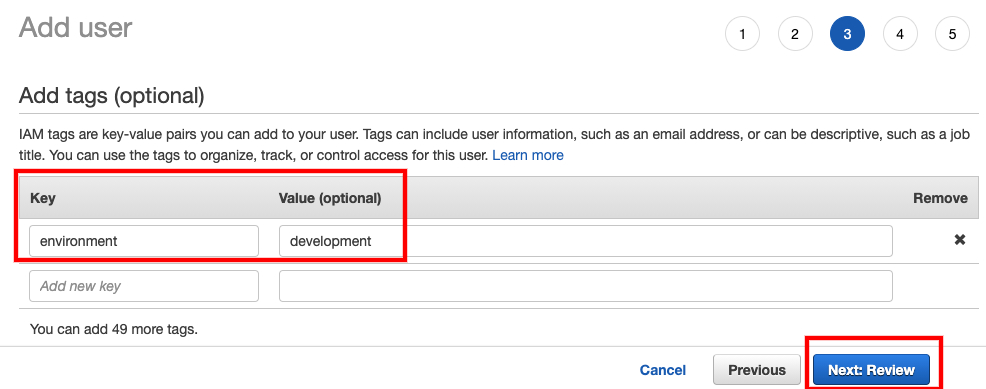 Add user
1 2 3 4 5
Add tags (optional)
IAM tags are key-value pairs you can add to your user. Tags can include user information, such as an email address, or can be descriptive, such as a job
title. You can use the tags to organize, track, or control access for this user. Learn more
Key Value (optional) Remove
environment development ✖
Add new key
You can add 49 more tags.
Cancel Previous Next: Review